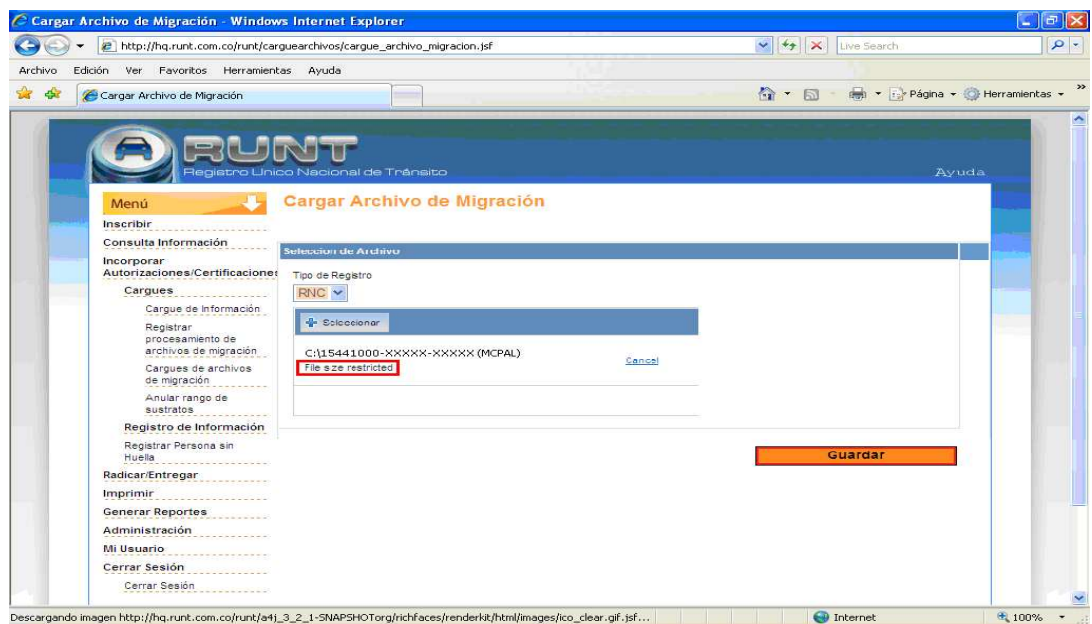 Cargar Archivo de Migración - Windows Internet Explorer
http://hq.runt.com.co/runt/carguearchivos/cargue_archivo_migracion.jsf
Live Search
Archivo Edición Ver Favoritos Herramientas Ayuda
Cargar Archivo de Migración
Página Herramientas
RUNT
Registro Unico Nacional de Tránsito
Ayuda
Menú
Cargar Archivo de Migración
Inscribir
Consulta Información
Incorporar
Autorizaciones/Certificaciones
Cargues
Cargue de Información
Registrar
procesamiento de
archivos de migración
Cargues de archivos
de migración
Anular rango de
sustratos
Registro de Información
Registrar Persona sin
Huella
Radicar/Entregar
Imprimir
Generar Reportes
Administración
Mi Usuario
Cerrar Sesión
Cerrar Sesión
Seleccion de Archivo
Tipo de Registro
RNC
Seleccionar
C:\15441000-XXXXX-XXXXX (MCPAL)
File size restricted
Cancel
Guardar
Descargando imagen http://hq.runt.com.co/runt/a4j_3_2_1-SNAPSHOTorg/richfaces/renderkit/html/images/ico_clear.gif.jsf...
Internet
100%